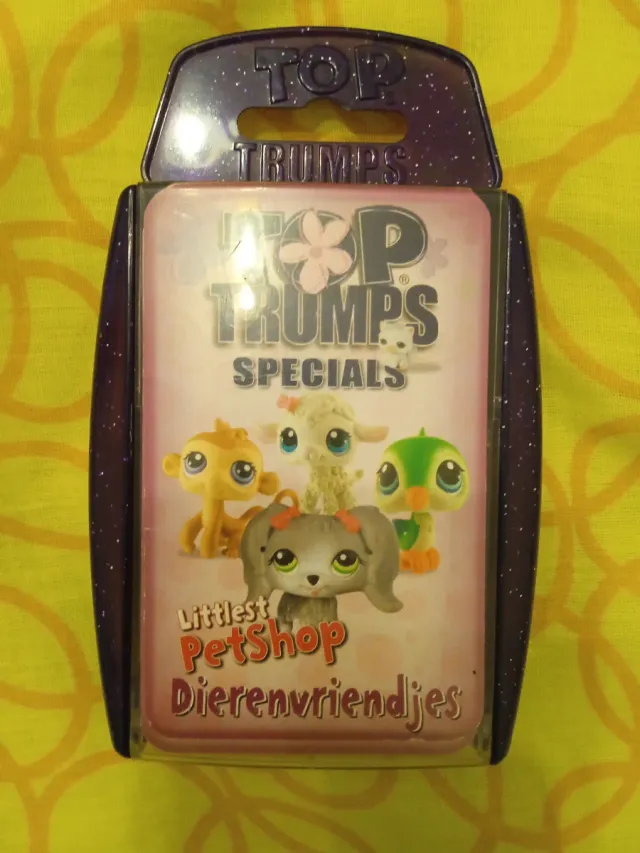 TOP
TRUMPS
TOP
TRUMPS®
SPECIALS
Littlest
PetShop
Dierenvriendjes